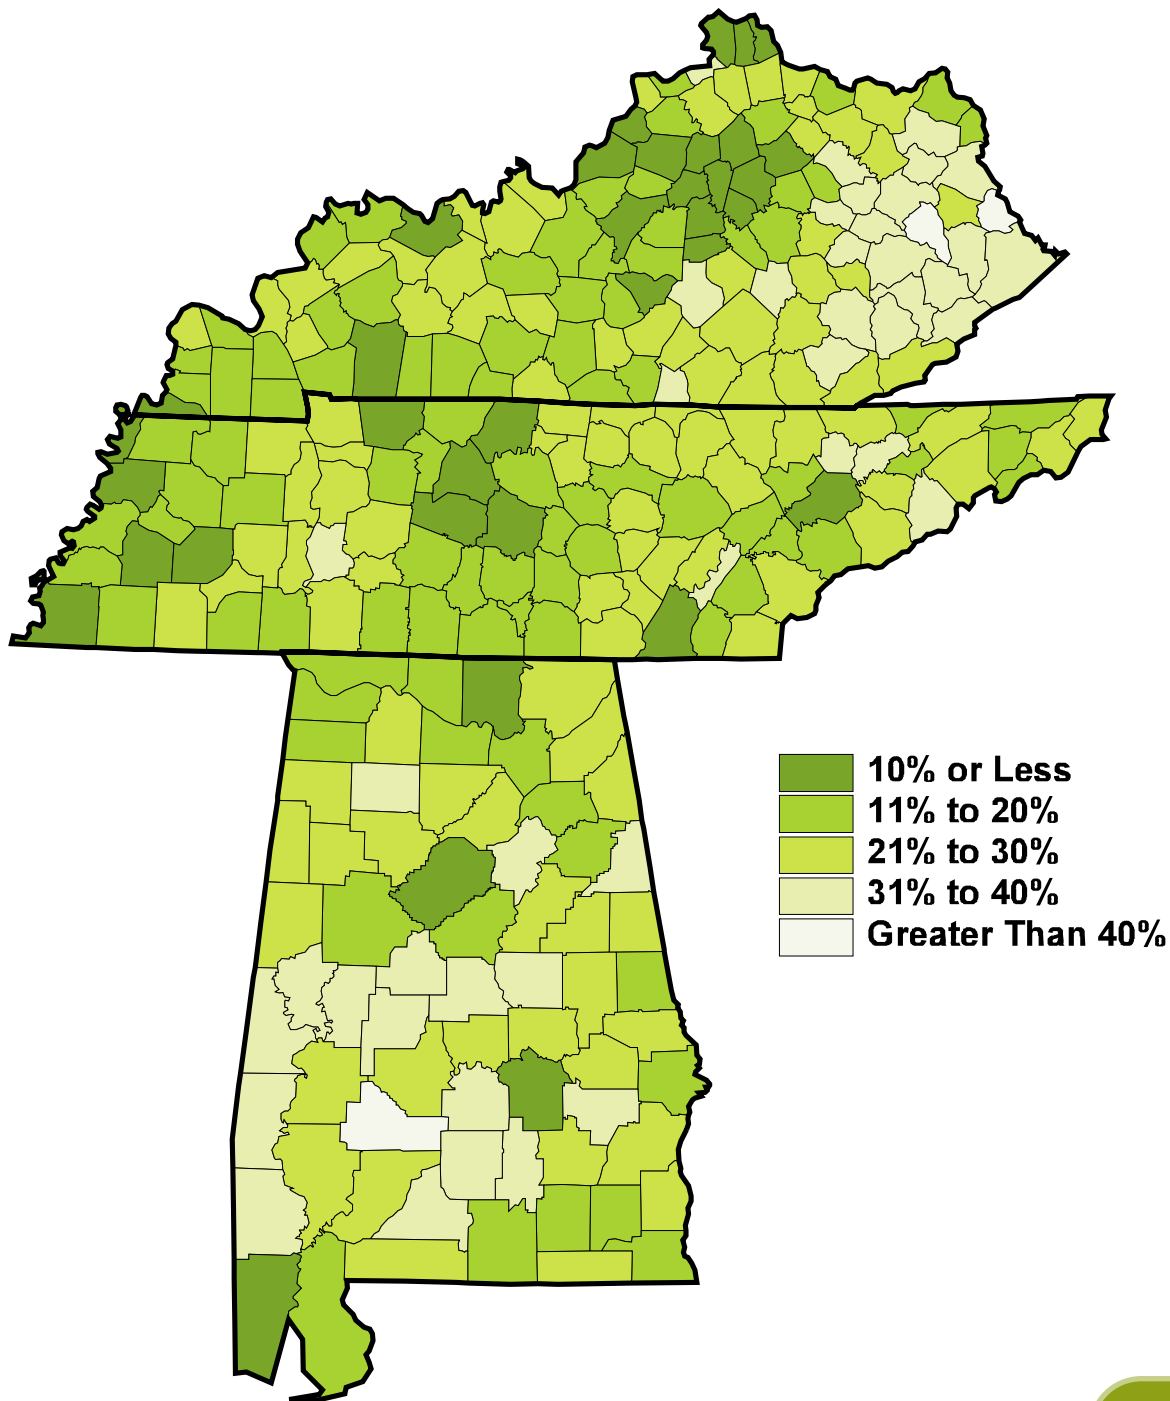 10% or Less
11% to 20%
21% to 30%
31% to 40%
Greater Than 40%